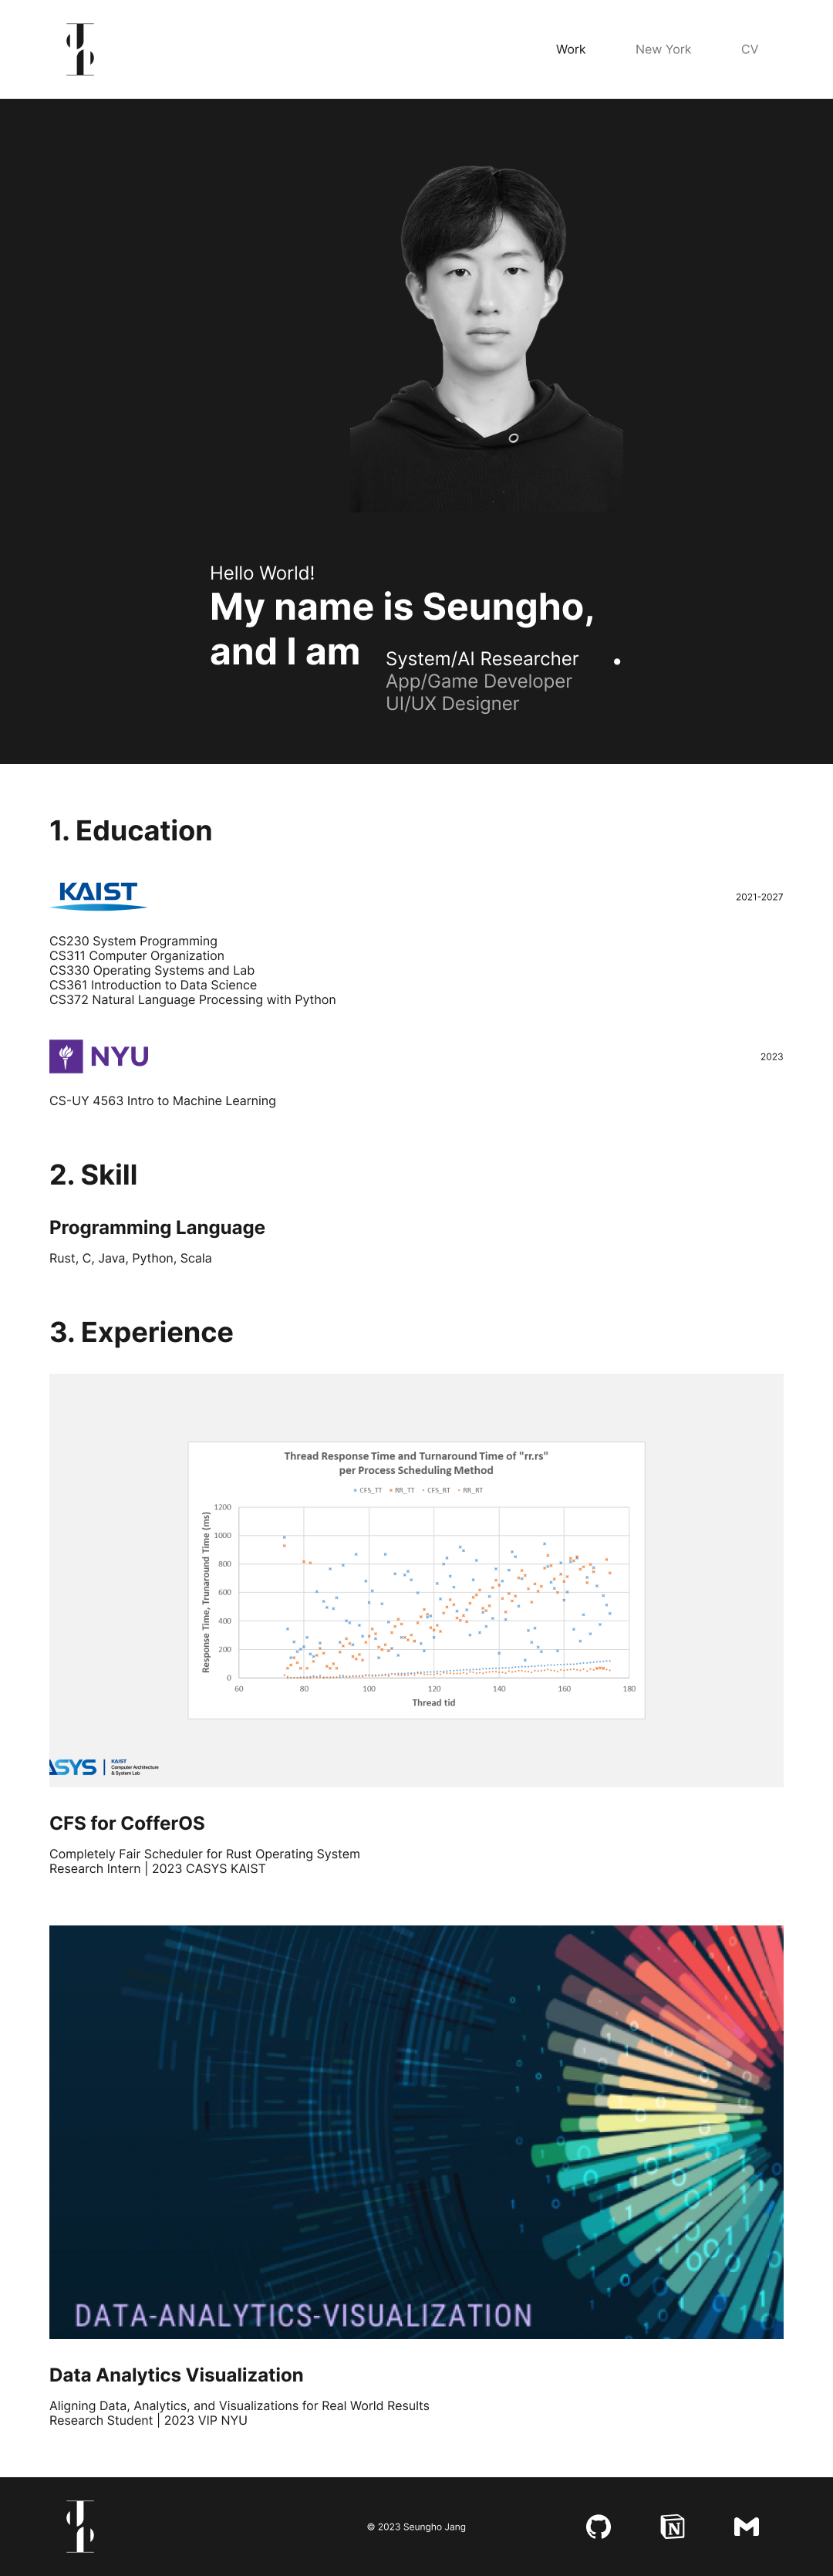 Work New York CV
Hello World!
My name is Seungho,
and I am System/AI Researcher .
App/Game Developer
UI/UX Designer
1. Education
KAIST 2021-2027
CS230 System Programming
CS311 Computer Organization
CS330 Operating Systems and Lab
CS361 Introduction to Data Science
CS372 Natural Language Processing with Python
NYU 2023
CS-UY 4563 Intro to Machine Learning
2. Skill
Programming Language
Rust, C, Java, Python, Scala
3. Experience
Thread Response Time and Turnaround Time of "rr.rs"
per Process Scheduling Method
CFS_TT RR_TT CFS_RT RR_RT
Response Time, Trunaround Time (ms)
1200
1000
800
600
400
200
0
60 80 100 120 140 160 180
Thread tid
ASYS
KAIST
Computer Architecture
& System Lab
CFS for CofferOS
Completely Fair Scheduler for Rust Operating System
Research Intern | 2023 CASYS KAIST
DATA-ANALYTICS-VISUALIZATION
Data Analytics Visualization
Aligning Data, Analytics, and Visualizations for Real World Results
Research Student | 2023 VIP NYU
© 2023 Seungho Jang
N